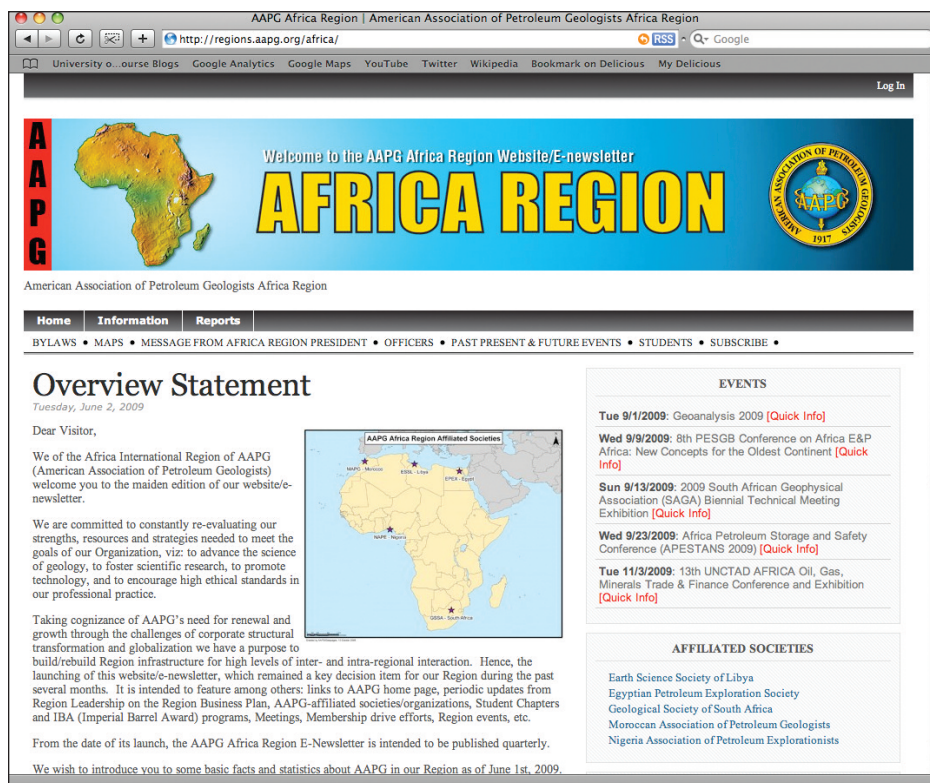 AAPG Africa Region | American Association of Petroleum Geologists Africa Region
http://regions.aapg.org/africa/
RSS
Google
University o...ourse Blogs Google Analytics Google Maps YouTube Twitter Wikipedia Bookmark on Delicious My Delicious
Log In
AAPG
Welcome to the AAPG Africa Region Website/E-newsletter
AFRICA REGION
AMERICAN ASSOCIATION OF PETROLEUM GEOLOGISTS
AAPG
1917
American Association of Petroleum Geologists Africa Region
Home Information Reports
BYLAWS • MAPS • MESSAGE FROM AFRICA REGION PRESIDENT • OFFICERS • PAST PRESENT & FUTURE EVENTS • STUDENTS • SUBSCRIBE •
Overview Statement
Tuesday, June 2, 2009
Dear Visitor,
We of the Africa International Region of AAPG
(American Association of Petroleum Geologists)
welcome you to the maiden edition of our website/e-
newsletter.
We are committed to constantly re-evaluating our
strengths, resources and strategies needed to meet the
goals of our Organization, viz: to advance the science
of geology, to foster scientific research, to promote
technology, and to encourage high ethical standards in
our professional practice.
Taking cognizance of AAPG's need for renewal and
growth through the challenges of corporate structural
transformation and globalization we have a purpose to
build/rebuild Region infrastructure for high levels of inter- and intra-regional interaction. Hence, the
launching of this website/e-newsletter, which remained a key decision item for our Region during the past
several months. It is intended to feature among others: links to AAPG home page, periodic updates from
Region Leadership on the Region Business Plan, AAPG-affiliated societies/organizations, Student Chapters
and IBA (Imperial Barrel Award) programs, Meetings, Membership drive efforts, Region events, etc.
From the date of its launch, the AAPG Africa Region E-Newsletter is intended to be published quarterly.
We wish to introduce you to some basic facts and statistics about AAPG in our Region as of June 1st, 2009.
AAPG Africa Region Affiliated Societies
MAPG - Morocco
ESSL - Libya
EPEX - Egypt
NAPE - Nigeria
GSSA - South Africa
EVENTS
Tue 9/1/2009: Geoanalysis 2009 [Quick Info]
Wed 9/9/2009: 8th PESGB Conference on Africa E&P
Africa: New Concepts for the Oldest Continent [Quick
Info]
Sun 9/13/2009: 2009 South African Geophysical
Association (SAGA) Biennial Technical Meeting
Exhibition [Quick Info]
Wed 9/23/2009: Africa Petroleum Storage and Safety
Conference (APESTANS 2009) [Quick Info]
Tue 11/3/2009: 13th UNCTAD AFRICA Oil, Gas,
Minerals Trade & Finance Conference and Exhibition
[Quick Info]
AFFILIATED SOCIETIES
Earth Science Society of Libya
Egyptian Petroleum Exploration Society
Geological Society of South Africa
Moroccan Association of Petroleum Geologists
Nigeria Association of Petroleum Explorationists